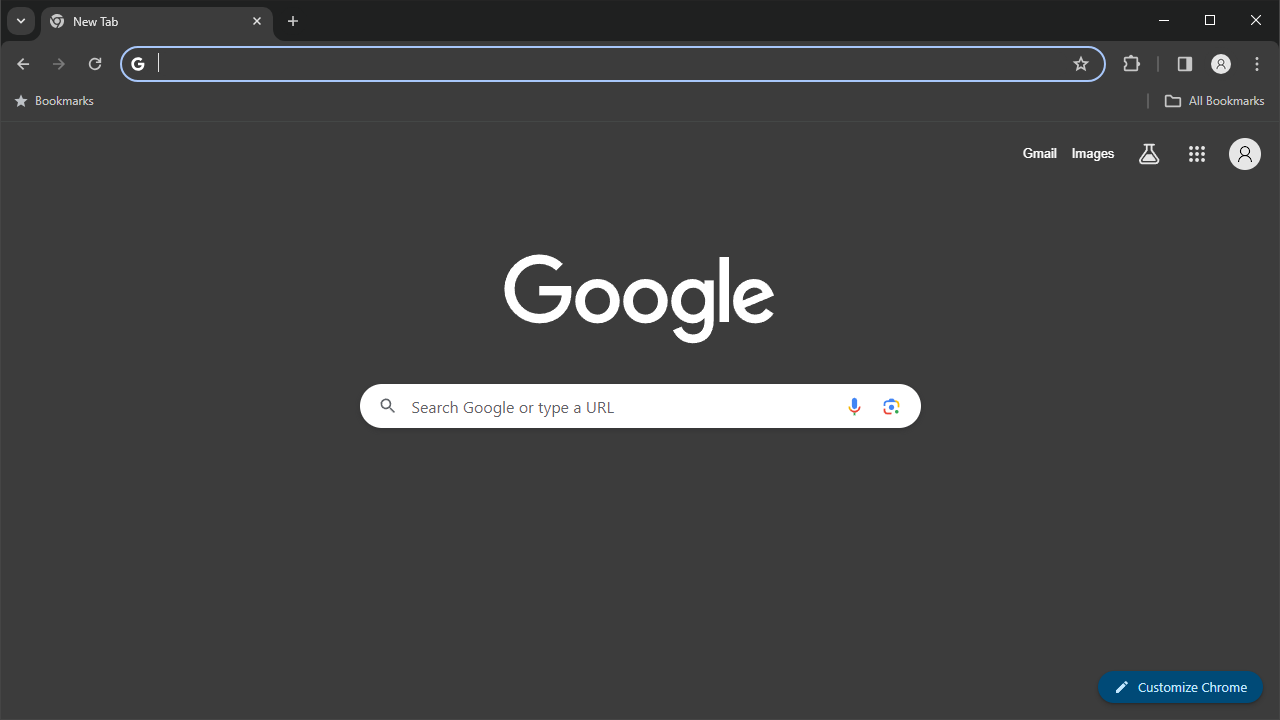 New Tab
Bookmarks
All Bookmarks
Gmail
Images
Google
Search Google or type a URL
Customize Chrome